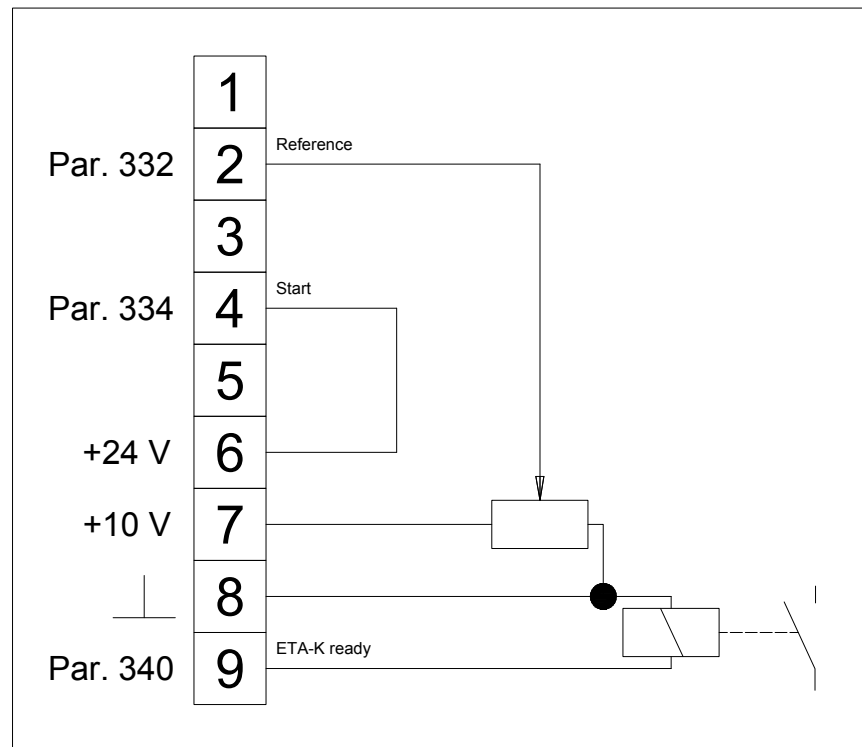 1
Par. 332 2 Reference
3
Par. 334 4 Start
5
+24 V 6
+10 V 7
8
Par. 340 9 ETA-K ready